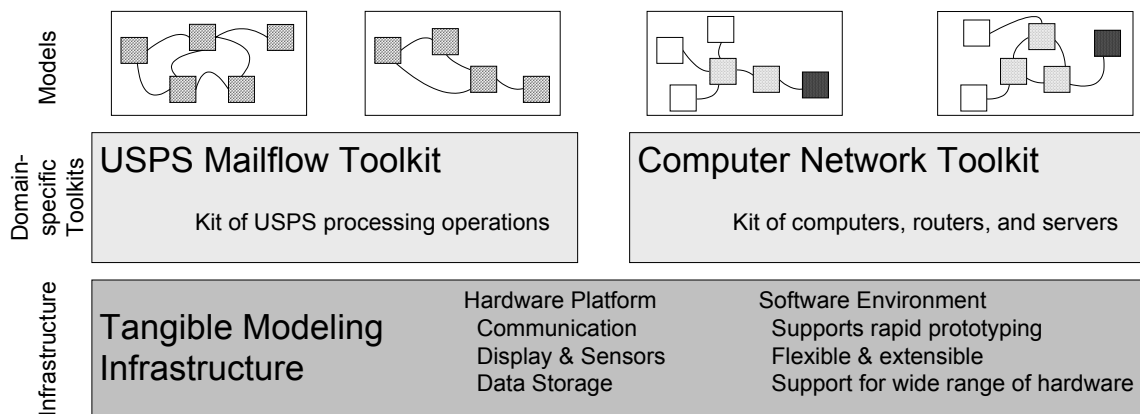 Models
Domain-
specific
Toolkits
USPS Mailflow Toolkit
Kit of USPS processing operations
Computer Network Toolkit
Kit of computers, routers, and servers
Infrastructure
Tangible Modeling
Infrastructure
Hardware Platform
Communication
Display & Sensors
Data Storage
Software Environment
Supports rapid prototyping
Flexible & extensible
Support for wide range of hardware